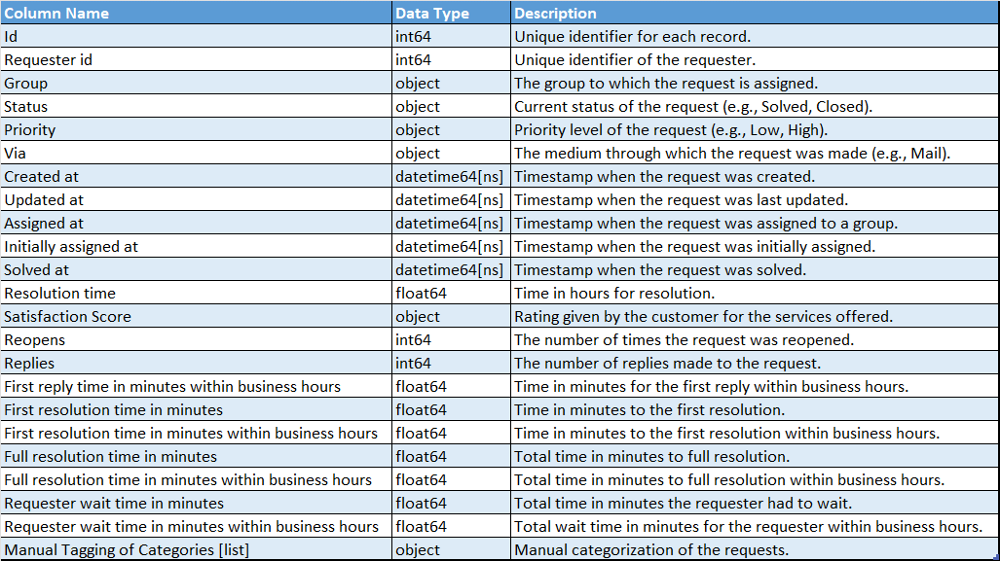 Column Name Data Type Description
Id int64 Unique identifier for each record.
Requester id int64 Unique identifier of the requester.
Group object The group to which the request is assigned.
Status object Current status of the request (e.g., Solved, Closed).
Priority object Priority level of the request (e.g., Low, High).
Via object The medium through which the request was made (e.g., Mail).
Created at datetime64[ns] Timestamp when the request was created.
Updated at datetime64[ns] Timestamp when the request was last updated.
Assigned at datetime64[ns] Timestamp when the request was assigned to a group.
Initially assigned at datetime64[ns] Timestamp when the request was initially assigned.
Solved at datetime64[ns] Timestamp when the request was solved.
Resolution time float64 Time in hours for resolution.
Satisfaction Score object Rating given by the customer for the services offered.
Reopens int64 The number of times the request was reopened.
Replies int64 The number of replies made to the request.
First reply time in minutes within business hours float64 Time in minutes for the first reply within business hours.
First resolution time in minutes float64 Time in minutes to the first resolution.
First resolution time in minutes within business hours float64 Time in minutes to the first resolution within business hours.
Full resolution time in minutes float64 Total time in minutes to full resolution.
Full resolution time in minutes within business hours float64 Total time in minutes to full resolution within business hours.
Requester wait time in minutes float64 Total time in minutes the requester had to wait.
Requester wait time in minutes within business hours float64 Total wait time in minutes for the requester within business hours.
Manual Tagging of Categories [list] object Manual categorization of the requests.